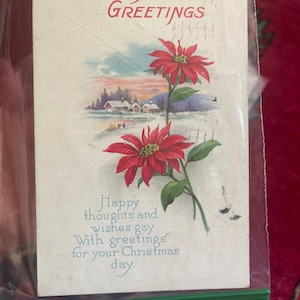 GREETINGS
Happy
thoughts and
wishes gay
With greetings
for your Christmas
day.